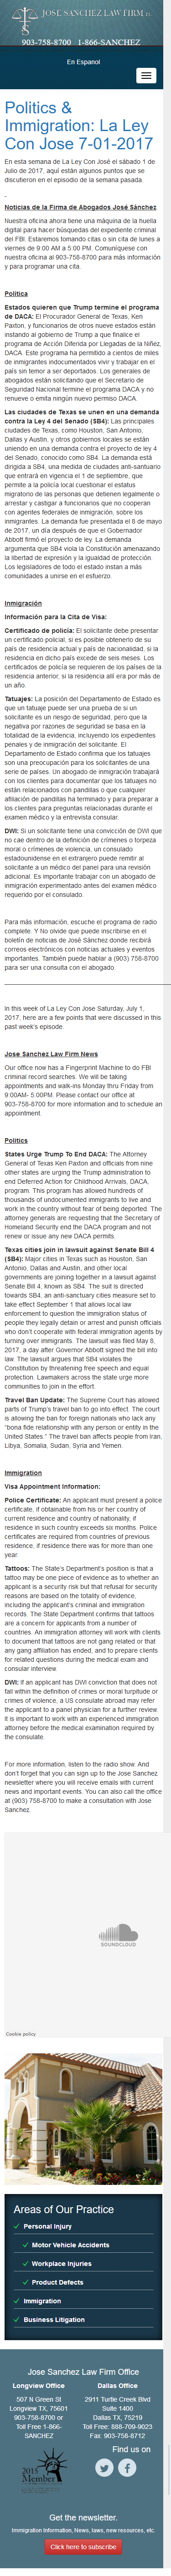 JOSE SANCHEZ LAW FIRM P.C.
903-758-8700 1-866-SANCHEZ
En Espanol
Politics &
Immigration: La Ley
Con Jose 7-01-2017
En esta semana de La Ley Con José el sábado 1 de
Julio de 2017, aquí están algunos puntos que se
discutieron en el episodio de la semana pasada.
Noticias de la Firma de Abogados José Sánchez
Nuestra oficina ahora tiene una máquina de la huella
digital para hacer búsquedas del expediente criminal
del FBI. Estaremos tomando citas o sin cita de lunes a
viernes de 9:00 AM a 5:00 PM. Comuníquese con
nuestra oficina al 903-758-8700 para más información
y para programar una cita.
Política
Estados quieren que Trump termine el programa
de DACA: El Procurador General de Texas, Ken
Paxton, y funcionarios de otros nueve estados están
instando al gobierno de Trump a que finalice el
programa de Acción Deferida por Llegadas de la Niñez,
DACA. Este programa ha permitido a cientos de miles
de inmigrantes indocumentados vivir y trabajar en el
país sin temor a ser deportados. Los generales de
abogados están solicitando que el Secretario de
Seguridad Nacional termine el programa DACA y no
renueve o emita ningún nuevo permiso DACA.
Las ciudades de Texas se unen en una demanda
contra la Ley 4 del Senado (SB4): Las principales
ciudades de Texas, como Houston, San Antonio,
Dallas y Austin, y otros gobiernos locales se están
uniendo en una demanda contra el proyecto de ley 4
del Senado, conocido como SB4. La demanda está
dirigida a SB4, una medida de ciudades anti-santuario
que entrará en vigencia el 1 de septiembre, que
permite a la policía local cuestionar el estatus
migratorio de las personas que detienen legalmente o
arrestar y castigar a funcionarios que no cooperan
con agentes federales de inmigración, sobre tomar
inmigrantes. La demanda fue presentada el 8 de mayo
de 2017, un día después de que el Gobernador
Abbott firmó el proyecto de ley. La demanda
argumenta que SB4 viola la Constitución amenazando
la libertad de expresión y la igualdad de protección.
Los legisladores de todo el estado instan a más
comunidades a unirse en el esfuerzo.
Inmigración
Información para la Cita de Visa:
Certificado de policía: El solicitante debe presentar
un certificado policial, si es posible obtenerle de su
país de residencia actual y país de nacionalidad, si la
residencia en dicho país excede de seis meses. Los
certificados de policía se requieren de los países de la
residencia anterior, si la residencia fue para más de
un año.
Tatuajes: La posición del Departamento de Estado es
que un tatuaje puede ser una prueba de si un
solicitante es un riesgo de seguridad, pero que la
negativa por razones de seguridad se basa en la
totalidad de la evidencia, incluyendo los expedientes
penales y de inmigración del solicitante. El
Departamento de Estado confirma que los tatuajes
son una preocupación para los solicitantes de una
serie de países. Un abogado de inmigración trabajará
con los clientes para documentar que los tatuajes no
están relacionados con pandillas o que cualquier
afiliación de pandillas ha terminado y para preparar a
los clientes para preguntas relacionadas durante el
examen médico y la entrevista consular.
DWI: Si un solicitante tiene una convicción de DWI que
no cae dentro de la definición de crímenes o torpeza
moral o crímenes de violencia, un consulado
estadounidense en el extranjero puede remitir al
solicitante a un médico del panel para una revisión
adicional. Es importante trabajar con un abogado de
inmigración experimentado antes del examen médico
requerido por el consulado.
Para más información, escuche el programa de radio
completo. Y No olvide que puede inscribirse en el
boletín de noticias de José Sánchez donde recibirá
correos electrónicos con noticias actuales y eventos
importantes. También puede hablar a (903) 758-8700
para ser una consulta con el abogado.
In this week of La Ley Con Jose Saturday, July 1,
2017, here are a few points that were discussed in this
past week's episode.
Jose Sanchez Law Firm News
Our office now has a Fingerprint Machine to do FBI
criminal record searches. We will be taking
appointments and walk-ins Monday thru Friday from
9:00AM- 5:00PM. Please contact our office at
903-758-8700 for more information and to schedule an
appointment.
Politics
States Urge Trump To End DACA: The Attorney
General of Texas Ken Paxton and officials from nine
other states are urging the Trump administration to
end Deferred Action for Childhood Arrivals, DACA,
program. This program has allowed hundreds of
thousands of undocumented immigrants to live and
work in the country without fear of being deported. The
attorney generals are requesting that the Secretary of
Homeland Security end the DACA program and not
renew or issue any new DACA permits.
Texas cities join in lawsuit against Senate Bill 4
(SB4): Major cities in Texas such as Houston, San
Antonio, Dallas and Austin, and other local
governments are joining together in a lawsuit against
Senate Bill 4, known as SB4. The suit is directed
towards SB4, an anti-sanctuary cities measure set to
take effect September 1 that allows local law
enforcement to question the immigration status of
people they legally detain or arrest and punish officials
who don't cooperate with federal immigration agents by
turning over immigrants. The lawsuit was filed May 8,
2017, a day after Governor Abbott signed the bill into
law. The lawsuit argues that SB4 violates the
Constitution by threatening free speech and equal
protection. Lawmakers across the state urge more
communities to join in the effort.
Travel Ban Update: The Supreme Court has allowed
parts of Trump's travel ban to go into effect. The court
is allowing the ban for foreign nationals who lack any
"bona fide relationship with any person or entity in the
United States." The travel ban affects people from Iran,
Libya, Somalia, Sudan, Syria and Yemen.
Immigration
Visa Appointment Information:
Police Certificate: An applicant must present a police
certificate, if obtainable from his or her country of
current residence and country of nationality, if
residence in such country exceeds six months. Police
certificates are required from countries of previous
residence, if residence there was for more than one
year.
Tattoos: The State's Department's position is that a
tattoo may be one piece of evidence as to whether an
applicant is a security risk but that refusal for security
reasons are based on the totality of evidence,
including the applicant's criminal and immigration
records. The State Department confirms that tattoos
are a concern for applicants from a number of
countries. An immigration attorney will work with clients
to document that tattoos are not gang related or that
any gang affiliation has ended, and to prepare clients
for related questions during the medical exam and
consular interview.
DWI: If an applicant has DWI conviction that does not
fall within the definition of crimes or moral turpitude or
crimes of violence, a US consulate abroad may refer
the applicant to a panel physician for a further review.
It is important to work with an experienced immigration
attorney before the medical examination required by
the consulate.
For more information, listen to the radio show. And
don't forget that you can sign up to the Jose Sanchez
newsletter where you will receive emails with current
news and important events. You can also call the office
at (903) 758-8700 to make a consultation with Jose
Sanchez.
SOUNDCLOUD
Cookie policy
Areas of Our Practice
Personal Injury
Motor Vehicle Accidents
Workplace Injuries
Product Defects
Immigration
Business Litigation
Jose Sanchez Law Firm Office
Longview Office
507 N Green St
Longview TX, 75601
903-758-8700 or
Toll Free 1-866-
SANCHEZ
Dallas Office
2911 Turtle Creek Blvd
Suite 1400
Dallas TX, 75219
Toll Free: 888-709-9023
Fax: 903-758-8712
2015
Member
Find us on
Get the newsletter.
Immigration Information, News, laws, new resources, etc.
Click here to subscribe